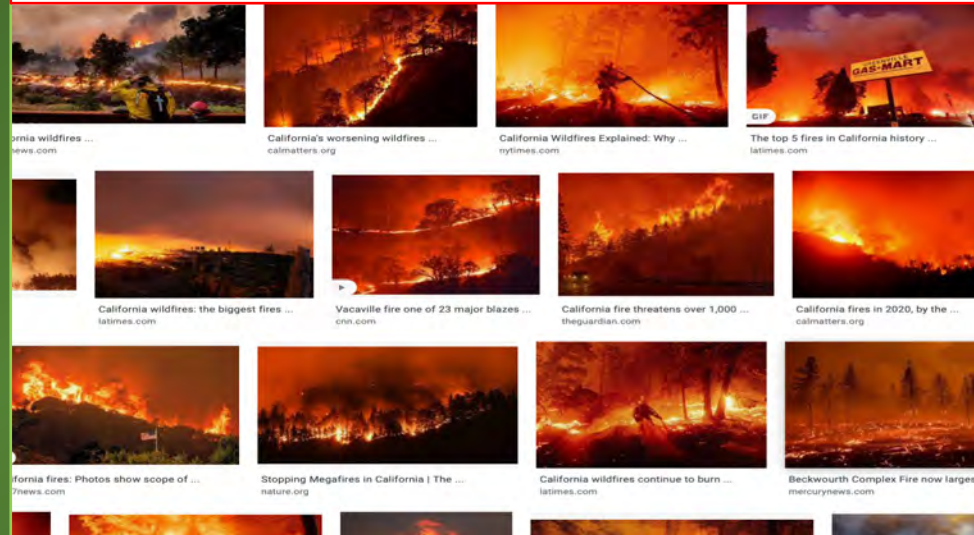 ornia wildfires ...
news.com
California's worsening wildfires ...
calmatters.org
California Wildfires Explained: Why ...
nytimes.com
GAS-MART
GIF
The top 5 fires in California history ...
latimes.com
California wildfires: the biggest fires ...
latimes.com
Vacaville fire one of 23 major blazes ...
cnn.com
California fire threatens over 1,000 ...
theguardian.com
California fires in 2020, by the ...
calmatters.org
ifornia fires: Photos show scope of ...
7news.com
Stopping Megafires in California | The ...
nature.org
California wildfires continue to burn ...
latimes.com
Beckwourth Complex Fire now larges
mercurynews.com